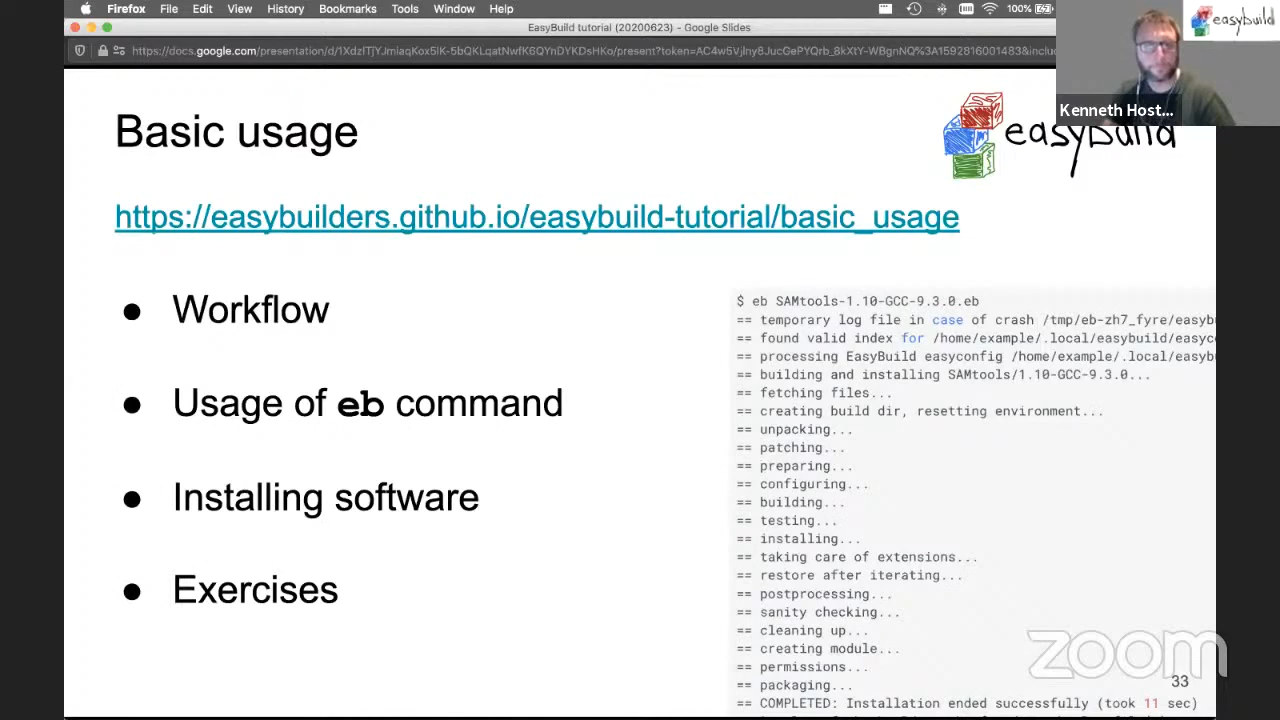 Firefox File Edit View History Bookmarks Tools Window Help 100%
EasyBuild tutorial (20200623) - Google Slides
easybuild
Kenneth Host...
Basic usage
easybuild
https://easybuilders.github.io/easybuild-tutorial/basic_usage
● Workflow
● Usage of eb command
● Installing software
● Exercises
$ eb SAMtools-1.10-GCC-9.3.0.eb
== temporary log file in case of crash /tmp/eb-zh7_fyre/easybu
== found valid index for /home/example/.local/easybuild/easyco
== processing EasyBuild easyconfig /home/example/.local/easybu
== building and installing SAMtools/1.10-GCC-9.3.0...
== fetching files...
== creating build dir, resetting environment...
== unpacking...
== patching...
== preparing...
== configuring...
== building...
== testing...
== installing...
== taking care of extensions...
== restore after iterating...
== postprocessing...
== sanity checking...
== cleaning up...
== creating module...
== permissions...
== packaging...
== COMPLETED: Installation ended successfully (took 11 sec)
zoom
33